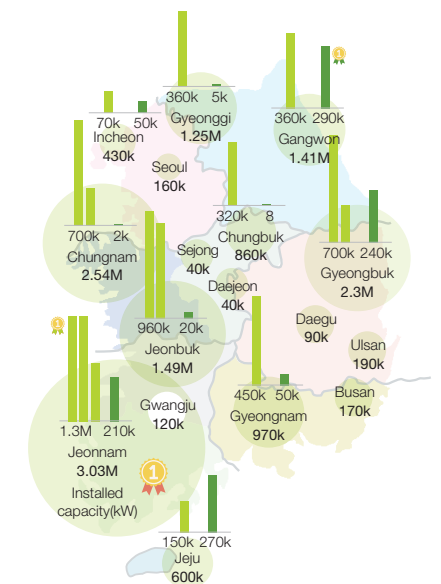 360k 5k
Gyeonggi
1.25M
360k 290k
Gangwon
1.41M
70k 50k
Incheon
430k
Seoul
160k
700k 2k
Chungnam
2.54M
320k 8
Chungbuk
860k
700k 240k
Gyeongbuk
2.3M
Sejong
40k
Daejeon
40k
960k 20k
Jeonbuk
1.49M
Daegu
90k
Ulsan
190k
450k 50k
Gyeongnam
970k
Busan
170k
Gwangju
120k
1.3M 210k
Jeonnam
3.03M
1
Installed
capacity(kW)
150k 270k
Jeju
600k